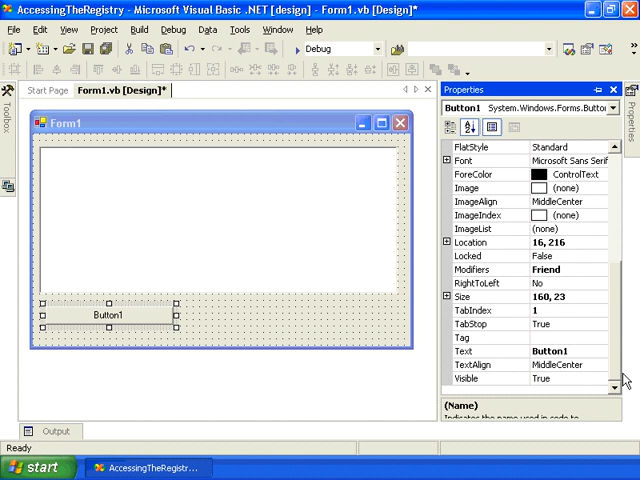 AccessingTheRegistry - Microsoft Visual Basic .NET [design] - Form1.vb [Design]*
File Edit View Project Build Debug Data Tools Window Help
Debug
Start Page Form1.vb [Design]*
Toolbox
Form1
Button1
Properties
Button1 System.Windows.Forms.Butto
FlatStyle Standard
Font Microsoft Sans Serif
ForeColor ControlText
Image (none)
ImageAlign MiddleCenter
ImageIndex (none)
ImageList (none)
Location 16, 216
Locked False
Modifiers Friend
RightToLeft No
Size 160, 23
TabIndex 1
TabStop True
Tag
Text Button1
TextAlign MiddleCenter
Visible True
(Name)
Indicates the name used in code to
Properties
Output
Ready
start AccessingTheRegistry...